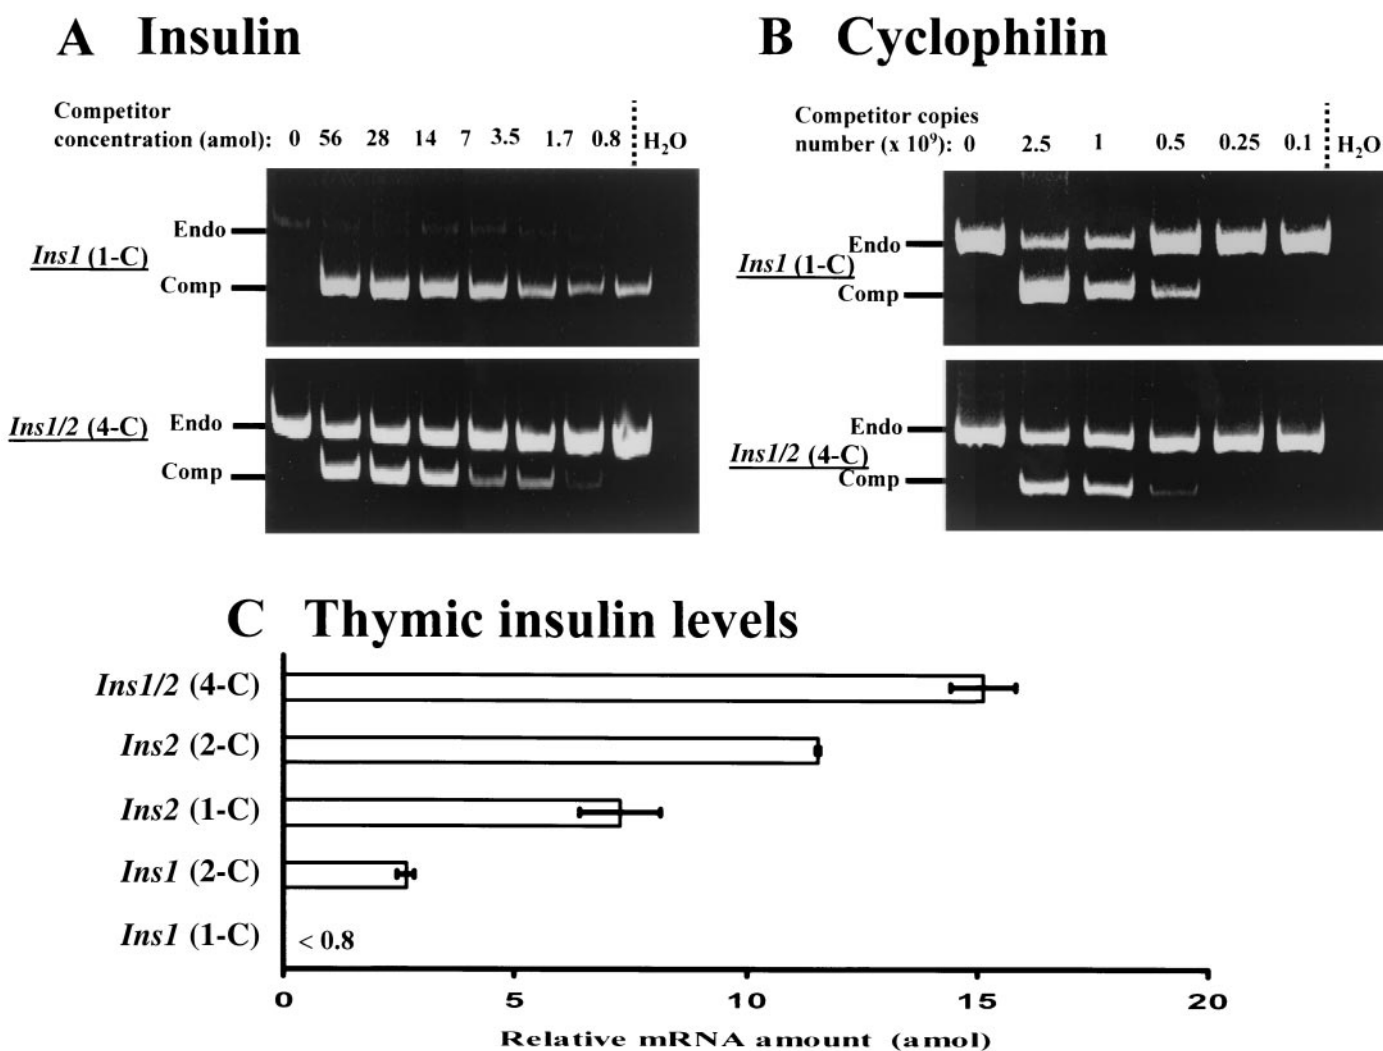 A Insulin
Competitor
concentration (amol): 0 56 28 14 7 3.5 1.7 0.8 H₂O
Endo
Ins1 (1-C)
Comp
Ins1/2 (4-C) Endo
Comp
B Cyclophilin
Competitor copies
number (x 10⁹): 0 2.5 1 0.5 0.25 0.1 H₂O
Endo
Ins1 (1-C)
Comp
Endo
Ins1/2 (4-C)
Comp
C Thymic insulin levels
Ins1/2 (4-C)
Ins2 (2-C)
Ins2 (1-C)
Ins1 (2-C)
Ins1 (1-C) < 0.8
0 5 10 15 20
Relative mRNA amount (amol)